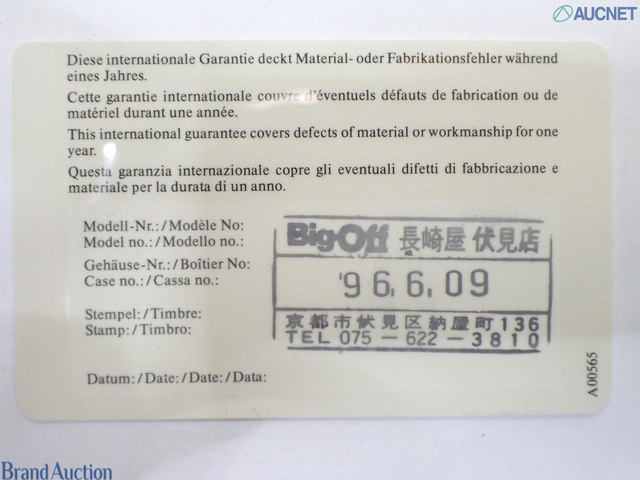 AUCNET
Diese internationale Garantie deckt Material- oder Fabrikationsfehler während
eines Jahres.
Cette garantie internationale couvre d'éventuels défauts de fabrication ou de
matériel durant une année.
This international guarantee covers defects of material or workmanship for one
year.
Questa garanzia internazionale copre gli eventuali difetti di fabbricazione e
materiale per la durata di un anno.
Modell-Nr.:/Modèle No:
Model no.:/Modello no.:
Gehäuse-Nr.:/Boîtier No:
Case no.:/Cassa no.:
Stempel:/Timbre:
Stamp:/Timbro:
Datum:/Date:/Date:/Data:
Big・Off 長崎屋 伏見店
'96.6.09
京都市伏見区納屋町136
TEL 075-622-3810
A00565
Brand Auction